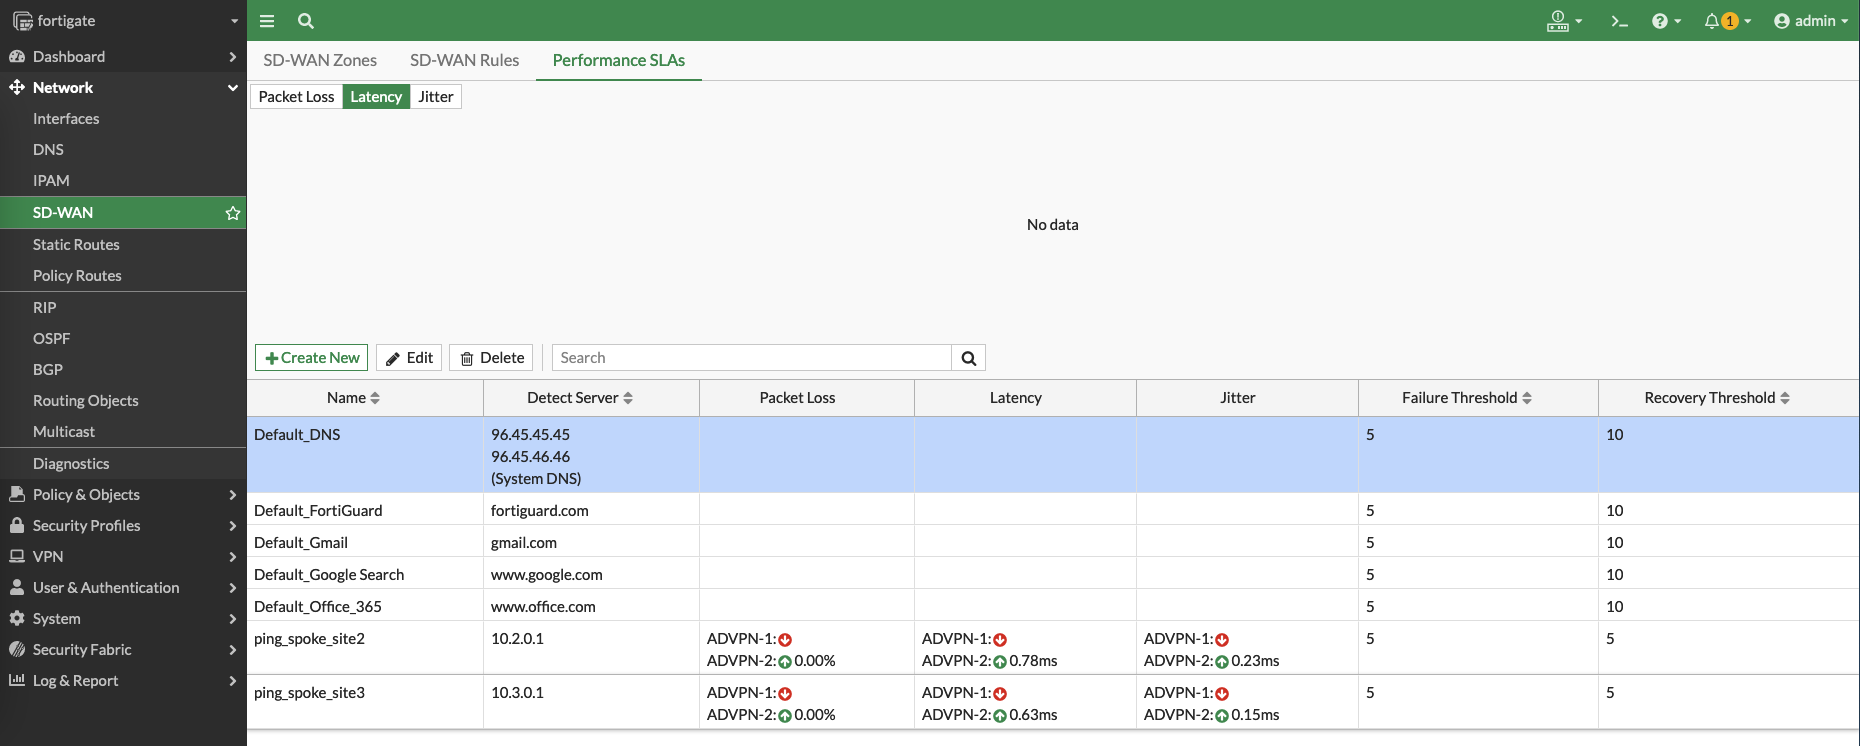 fortigate
1
admin
Dashboard
Network
Interfaces
DNS
IPAM
SD-WAN
Static Routes
Policy Routes
RIP
OSPF
BGP
Routing Objects
Multicast
Diagnostics
Policy & Objects
Security Profiles
VPN
User & Authentication
System
Security Fabric
Log & Report
SD-WAN Zones SD-WAN Rules Performance SLAs
Packet Loss Latency Jitter
No data
Create New Edit Delete Search
Name Detect Server Packet Loss Latency Jitter Failure Threshold Recovery Threshold
Default_DNS 96.45.45.45 5 10
96.45.46.46
(System DNS)
Default_FortiGuard fortiguard.com 5 10
Default_Gmail gmail.com 5 10
Default_Google Search www.google.com 5 10
Default_Office_365 www.office.com 5 10
ping_spoke_site2 10.2.0.1 ADVPN-1: ADVPN-1: ADVPN-1: 5 5
ADVPN-2: 0.00% ADVPN-2: 0.78ms ADVPN-2: 0.23ms
ping_spoke_site3 10.3.0.1 ADVPN-1: ADVPN-1: ADVPN-1: 5 5
ADVPN-2: 0.00% ADVPN-2: 0.63ms ADVPN-2: 0.15ms